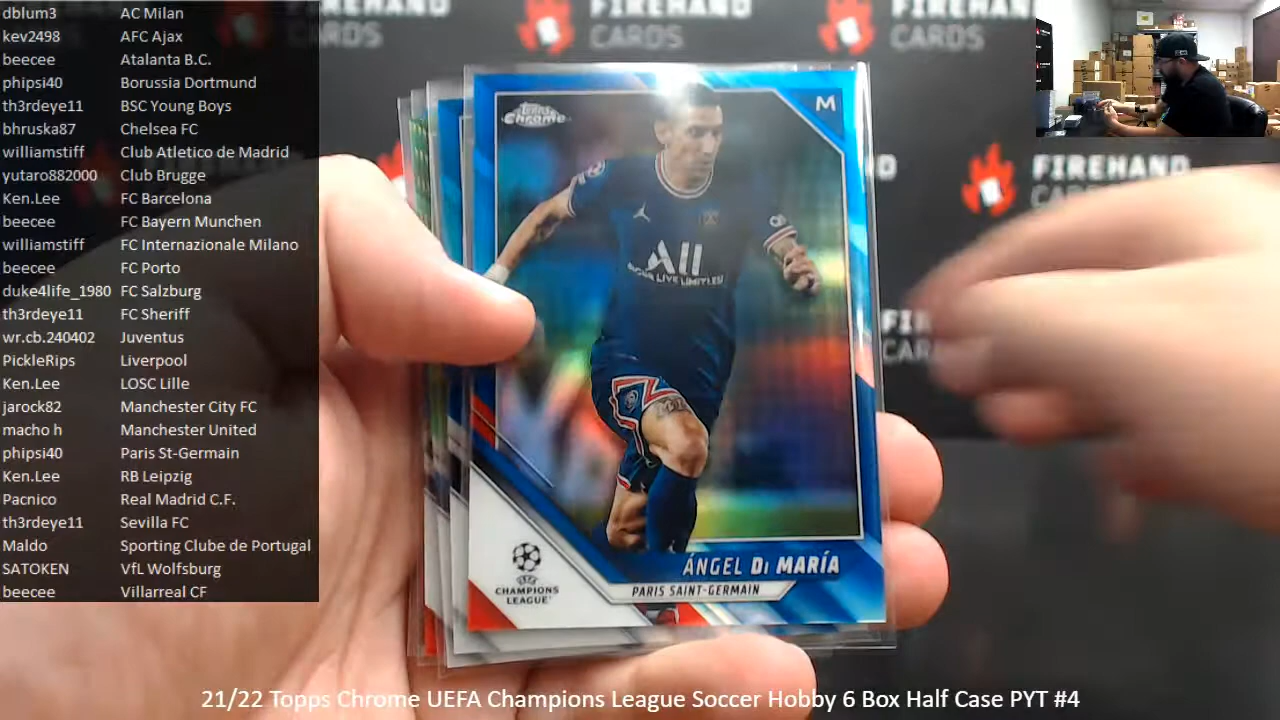 dblum3 AC Milan
kev2498 AFC Ajax
beecee Atalanta B.C.
phipsi40 Borussia Dortmund
th3rdeye11 BSC Young Boys
bhruska87 Chelsea FC
williamstiff Club Atletico de Madrid
yutaro882000 Club Brugge
Ken.Lee FC Barcelona
beecee FC Bayern Munchen
williamstiff FC Internazionale Milano
beecee FC Porto
duke4life_1980 FC Salzburg
th3rdeye11 FC Sheriff
wr.cb.240402 Juventus
PickleRips Liverpool
Ken.Lee LOSC Lille
jarock82 Manchester City FC
macho h Manchester United
phipsi40 Paris St-Germain
Ken.Lee RB Leipzig
Pacnico Real Madrid C.F.
th3rdeye11 Sevilla FC
Maldo Sporting Clube de Portugal
SATOKEN VfL Wolfsburg
beecee Villarreal CF
FIREHAND
CARDS
FIREHAND
CARDS
FIREHAND
CARDS
Topps
Chrome
M
ALL
LIVE LIMITLESS
ÁNGEL DI MARÍA
PARIS SAINT-GERMAIN
UEFA
CHAMPIONS
LEAGUE
21/22 Topps Chrome UEFA Champions League Soccer Hobby 6 Box Half Case PYT #4